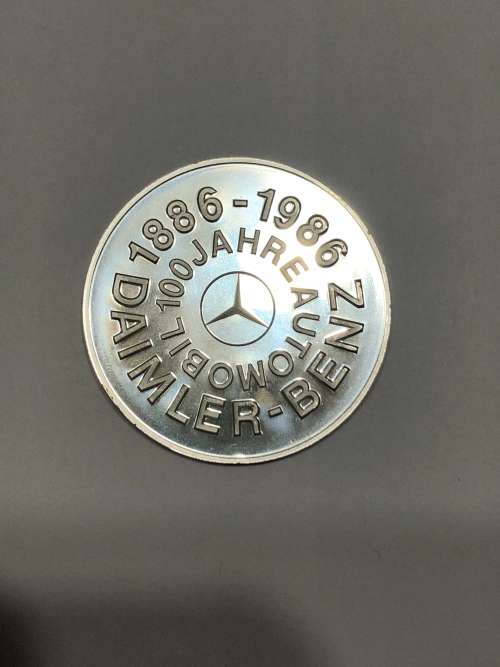 1886-1986
DAIMLER-BENZ
100 JAHRE AUTOMOBIL